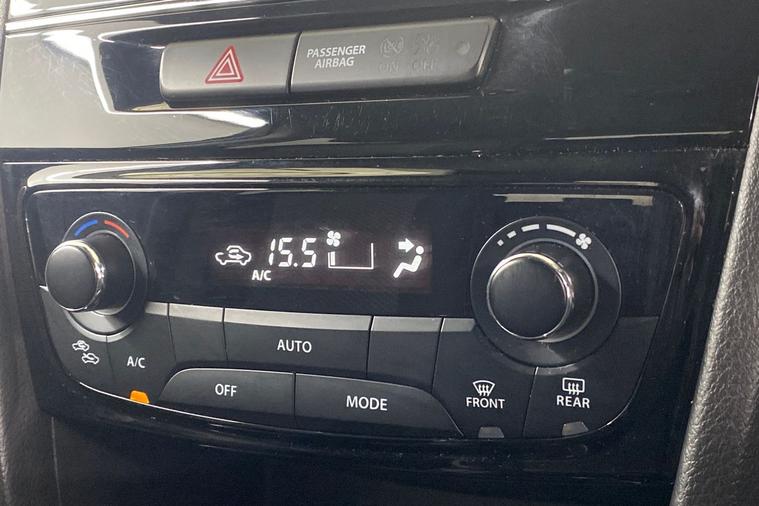 PASSENGER
AIRBAG
ON OFF
15.5
A/C
AUTO
A/C
OFF
MODE
FRONT
REAR